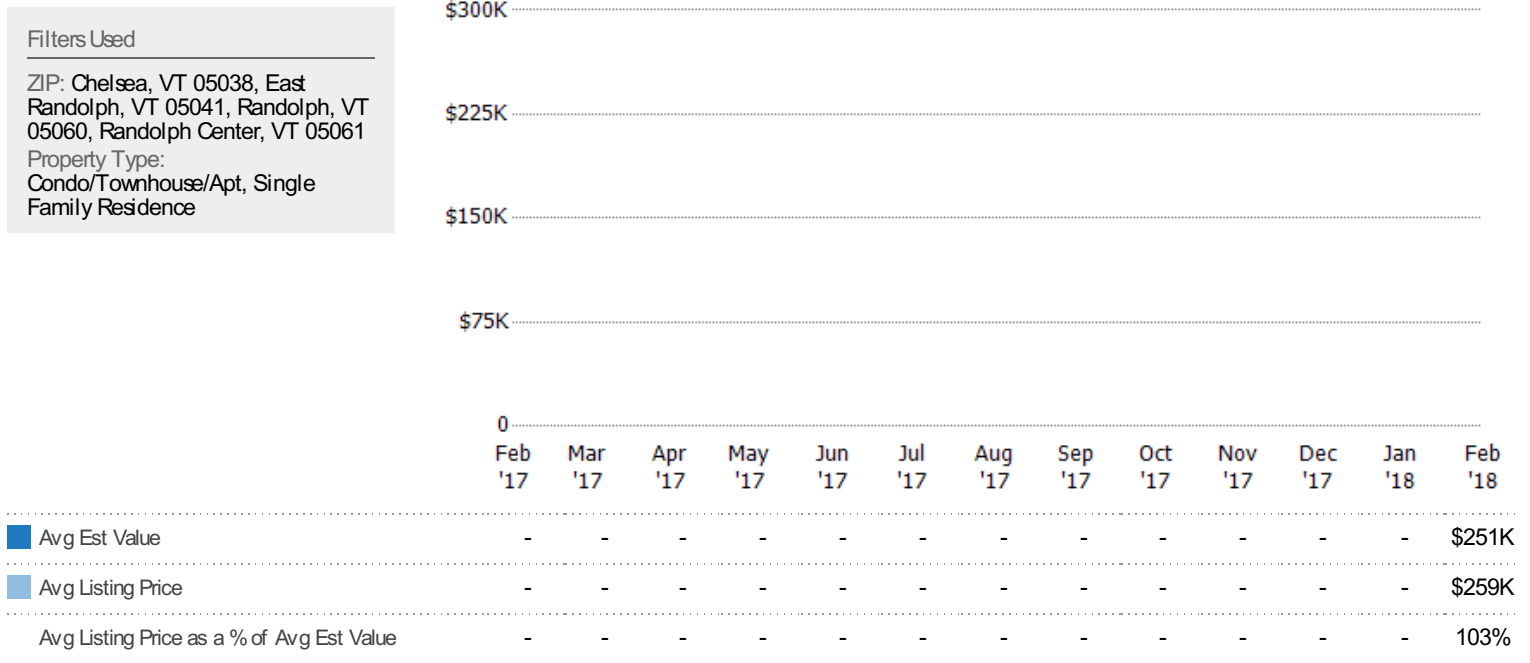 Filters Used
ZIP: Chelsea, VT 05038, East
Randolph, VT 05041, Randolph, VT
05060, Randolph Center, VT 05061
Property Type:
Condo/Townhouse/Apt, Single
Family Residence
$300K
$225K
$150K
$75K
0
Feb Mar Apr May Jun Jul Aug Sep Oct Nov Dec Jan Feb
'17 '17 '17 '17 '17 '17 '17 '17 '17 '17 '17 '18 '18
Avg Est Value - - - - - - - - - - - - $251K
Avg Listing Price - - - - - - - - - - - - $259K
Avg Listing Price as a % of Avg Est Value - - - - - - - - - - - - 103%